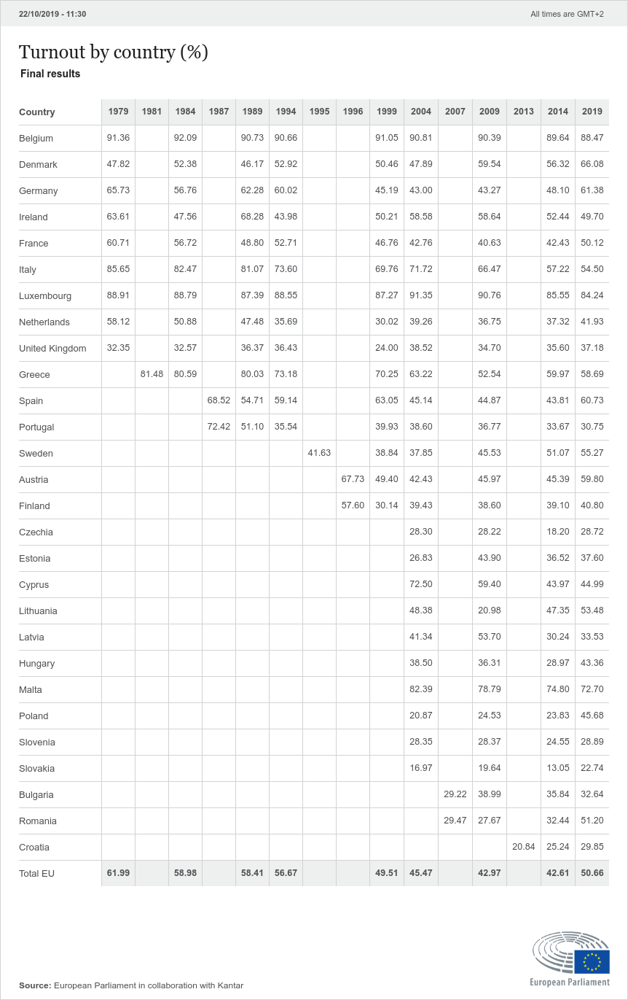 22/10/2019 - 11:30 All times are GMT+2
Turnout by country (%)
Final results
Country 1979 1981 1984 1987 1989 1994 1995 1996 1999 2004 2007 2009 2013 2014 2019
Belgium 91.36 92.09 90.73 90.66 91.05 90.81 90.39 89.64 88.47
Denmark 47.82 52.38 46.17 52.92 50.46 47.89 59.54 56.32 66.08
Germany 65.73 56.76 62.28 60.02 45.19 43.00 43.27 48.10 61.38
Ireland 63.61 47.56 68.28 43.98 50.21 58.58 58.64 52.44 49.70
France 60.71 56.72 48.80 52.71 46.76 42.76 40.63 42.43 50.12
Italy 85.65 82.47 81.07 73.60 69.76 71.72 66.47 57.22 54.50
Luxembourg 88.91 88.79 87.39 88.55 87.27 91.35 90.76 85.55 84.24
Netherlands 58.12 50.88 47.48 35.69 30.02 39.26 36.75 37.32 41.93
United Kingdom 32.35 32.57 36.37 36.43 24.00 38.52 34.70 35.60 37.18
Greece 81.48 80.59 80.03 73.18 70.25 63.22 52.54 59.97 58.69
Spain 68.52 54.71 59.14 63.05 45.14 44.87 43.81 60.73
Portugal 72.42 51.10 35.54 39.93 38.60 36.77 33.67 30.75
Sweden 41.63 38.84 37.85 45.53 51.07 55.27
Austria 67.73 49.40 42.43 45.97 45.39 59.80
Finland 57.60 30.14 39.43 38.60 39.10 40.80
Czechia 28.30 28.22 18.20 28.72
Estonia 26.83 43.90 36.52 37.60
Cyprus 72.50 59.40 43.97 44.99
Lithuania 48.38 20.98 47.35 53.48
Latvia 41.34 53.70 30.24 33.53
Hungary 38.50 36.31 28.97 43.36
Malta 82.39 78.79 74.80 72.70
Poland 20.87 24.53 23.83 45.68
Slovenia 28.35 28.37 24.55 28.89
Slovakia 16.97 19.64 13.05 22.74
Bulgaria 29.22 38.99 35.84 32.64
Romania 29.47 27.67 32.44 51.20
Croatia 20.84 25.24 29.85
Total EU 61.99 58.98 58.41 56.67 49.51 45.47 42.97 42.61 50.66
European Parliament
Source: European Parliament in collaboration with Kantar